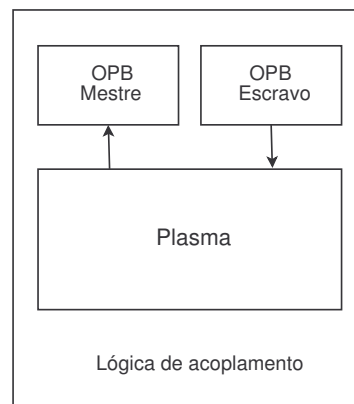 OPB
Mestre
OPB
Escravo
Plasma
Lógica de acoplamento